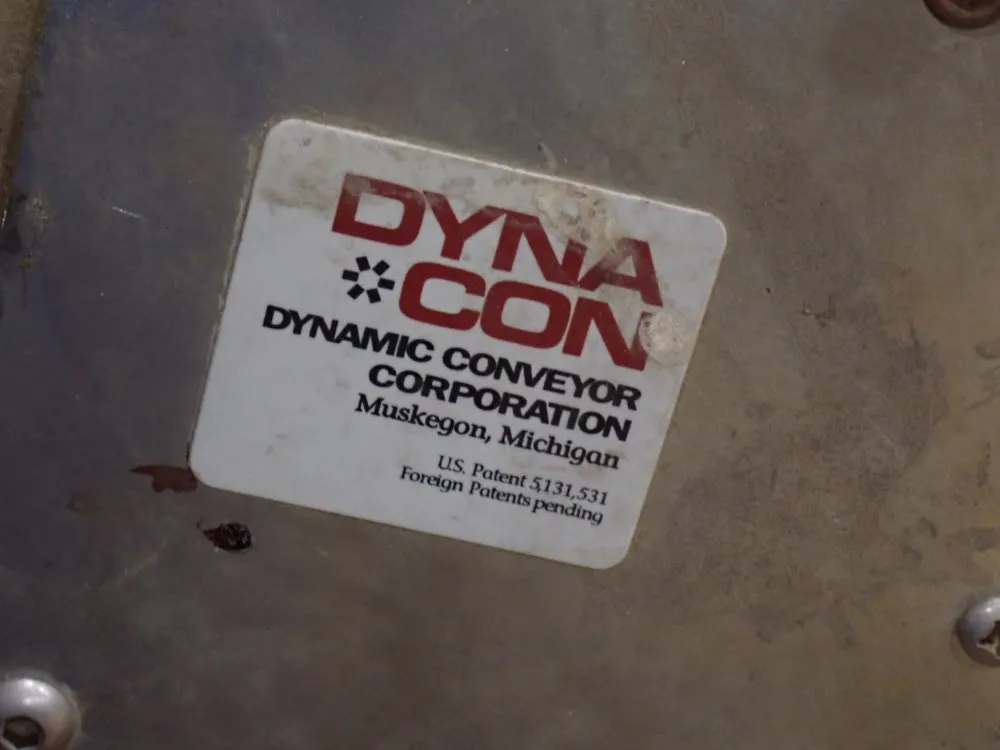 DYNA
CON
DYNAMIC CONVEYOR
CORPORATION
Muskegon, Michigan
U.S. Patent 5,131,531
Foreign Patents pending